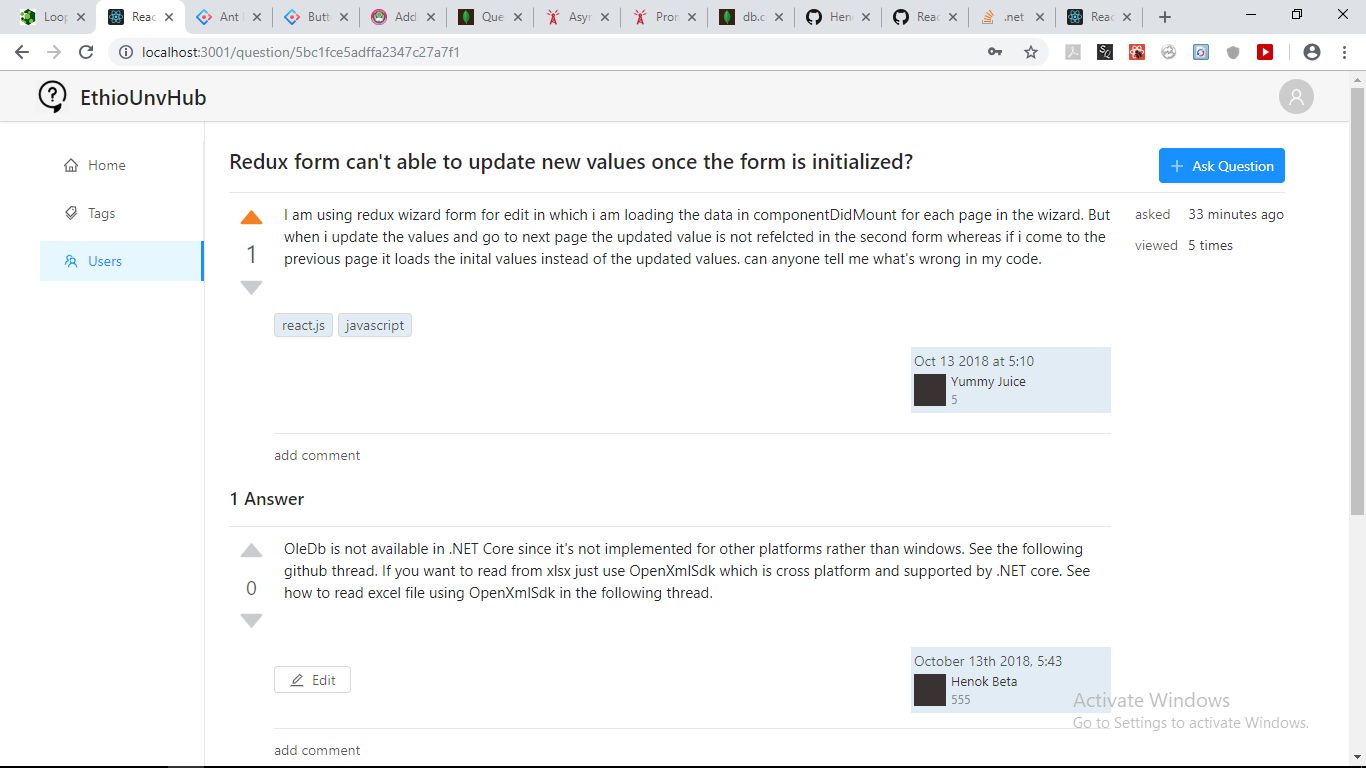 Loop
Reac
Ant
Butt
Add
Que
Asyn
Pron
db.c
Hen
Reac
.net
Reac
localhost:3001/question/5bc1fce5adffa2347c27a7f1
EthioUnvHub
Home
Tags
Users
Redux form can't able to update new values once the form is initialized?
+ Ask Question
1
I am using redux wizard form for edit in which i am loading the data in componentDidMount for each page in the wizard. But
when i update the values and go to next page the updated value is not refelcted in the second form whereas if i come to the
previous page it loads the inital values instead of the updated values. can anyone tell me what's wrong in my code.
asked 33 minutes ago
viewed 5 times
react.js javascript
Oct 13 2018 at 5:10
Yummy Juice
5
add comment
1 Answer
0
OleDb is not available in .NET Core since it's not implemented for other platforms rather than windows. See the following
github thread. If you want to read from xlsx just use OpenXmlSdk which is cross platform and supported by .NET core. See
how to read excel file using OpenXmlSdk in the following thread.
Edit
October 13th 2018, 5:43
Henok Beta
555
Activate Windows
Go to Settings to activate Windows.
add comment